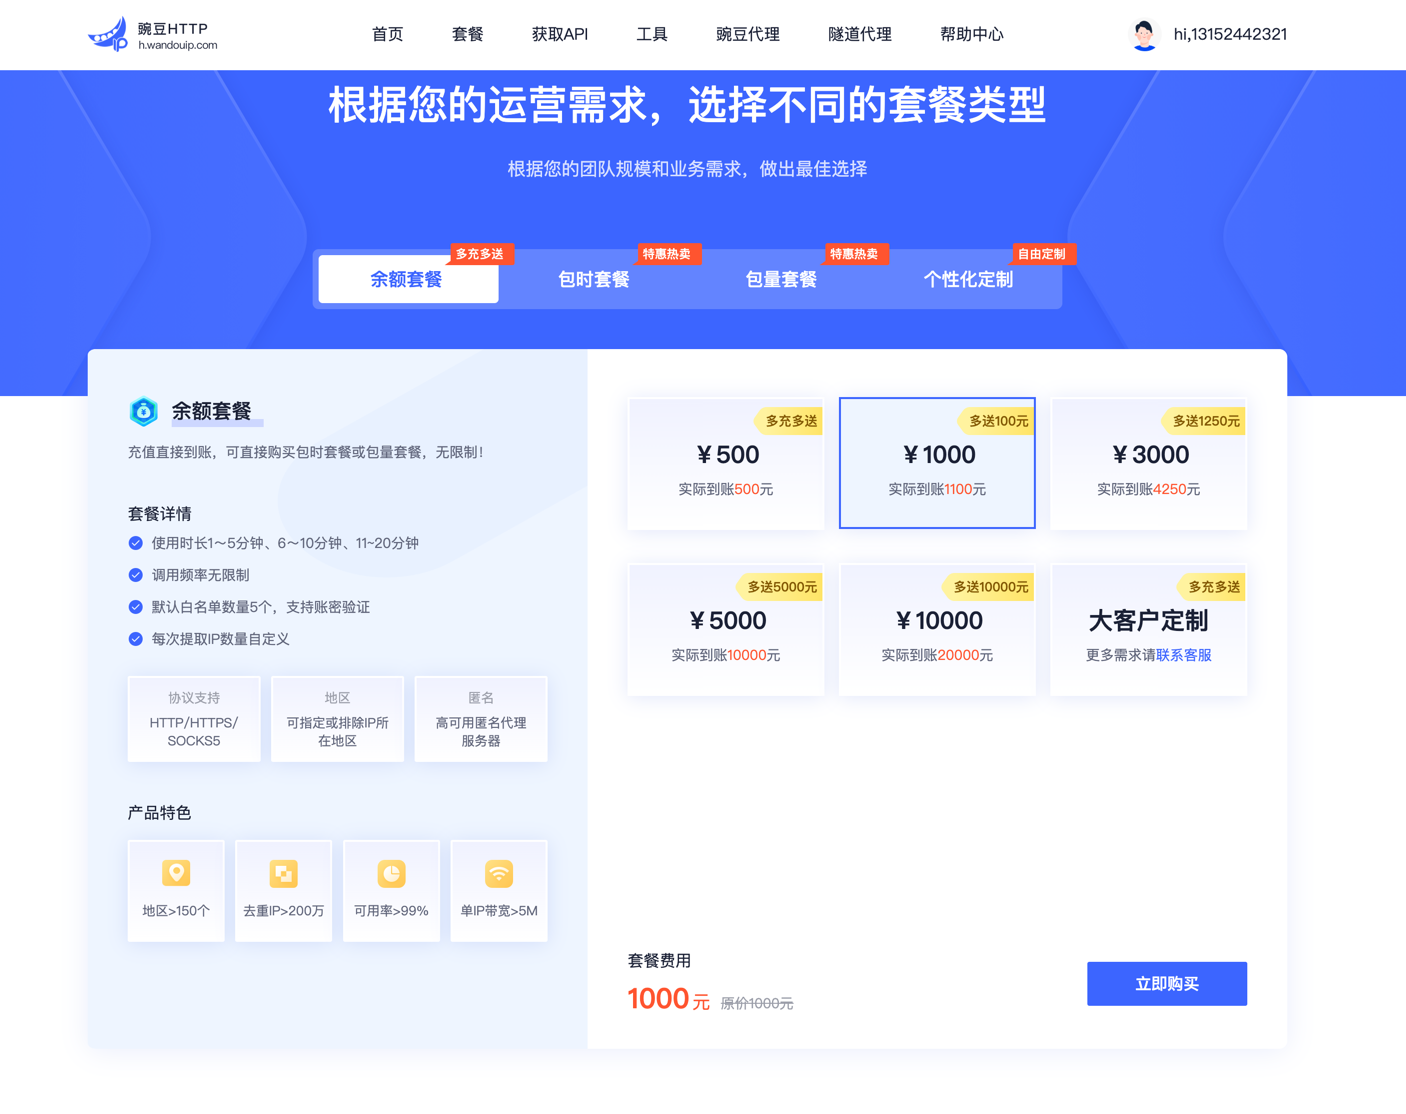 豌豆HTTP
h.wandouip.com
首页
套餐
获取API
工具
豌豆代理
隧道代理
帮助中心
hi,13152442321
根据您的运营需求，选择不同的套餐类型
根据您的团队规模和业务需求，做出最佳选择
多充多送
特惠热卖
特惠热卖
自由定制
余额套餐
包时套餐
包量套餐
个性化定制
余额套餐
充值直接到账，可直接购买包时套餐或包量套餐，无限制！
套餐详情
使用时长1～5分钟、6～10分钟、11~20分钟
调用频率无限制
默认白名单数量5个，支持账密验证
每次提取IP数量自定义
协议支持
HTTP/HTTPS/
SOCKS5
地区
可指定或排除IP所
在地区
匿名
高可用匿名代理
服务器
产品特色
地区>150个
去重IP>200万
可用率>99%
单IP带宽>5M
多充多送
￥500
实际到账500元
多送100元
￥1000
实际到账1100元
多送1250元
￥3000
实际到账4250元
多送5000元
￥5000
实际到账10000元
多送10000元
￥10000
实际到账20000元
多充多送
大客户定制
更多需求请联系客服
套餐费用
1000元 原价1000元
立即购买